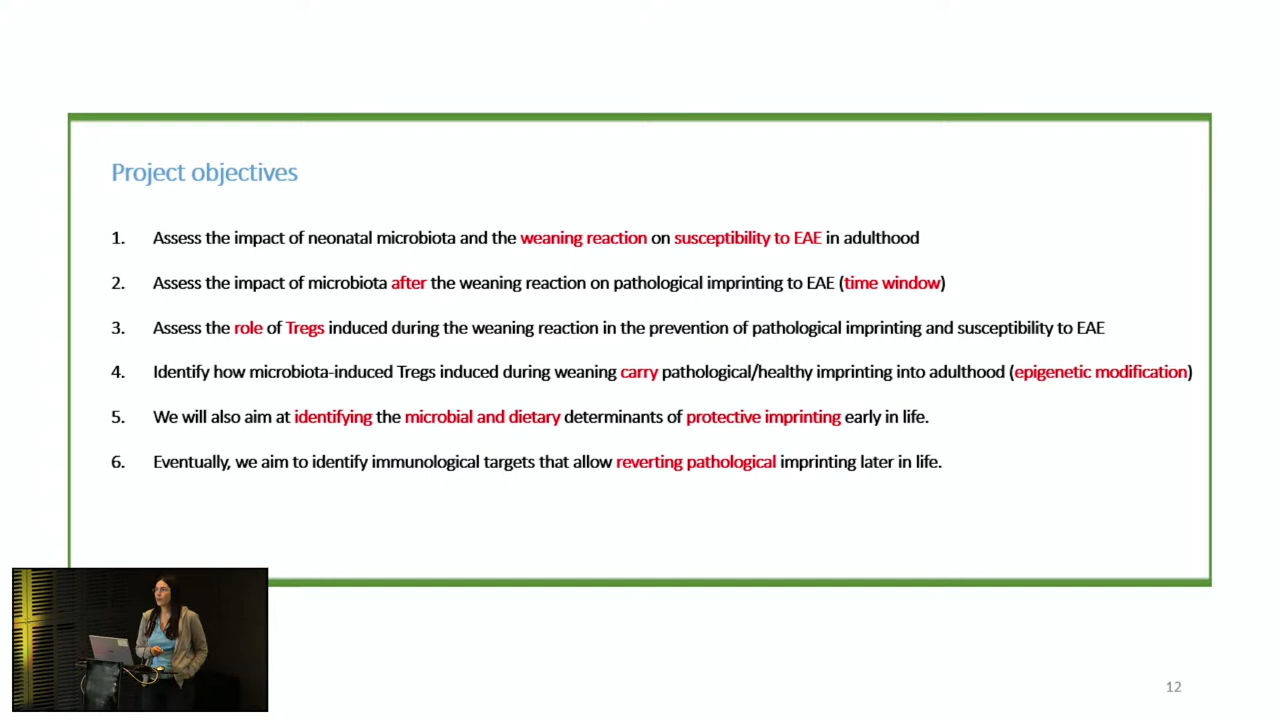 Project objectives
1. Assess the impact of neonatal microbiota and the weaning reaction on susceptibility to EAE in adulthood
2. Assess the impact of microbiota after the weaning reaction on pathological imprinting to EAE (time window)
3. Assess the role of Tregs induced during the weaning reaction in the prevention of pathological imprinting and susceptibility to EAE
4. Identify how microbiota-induced Tregs induced during weaning carry pathological/healthy imprinting into adulthood (epigenetic modification)
5. We will also aim at identifying the microbial and dietary determinants of protective imprinting early in life.
6. Eventually, we aim to identify immunological targets that allow reverting pathological imprinting later in life.
12